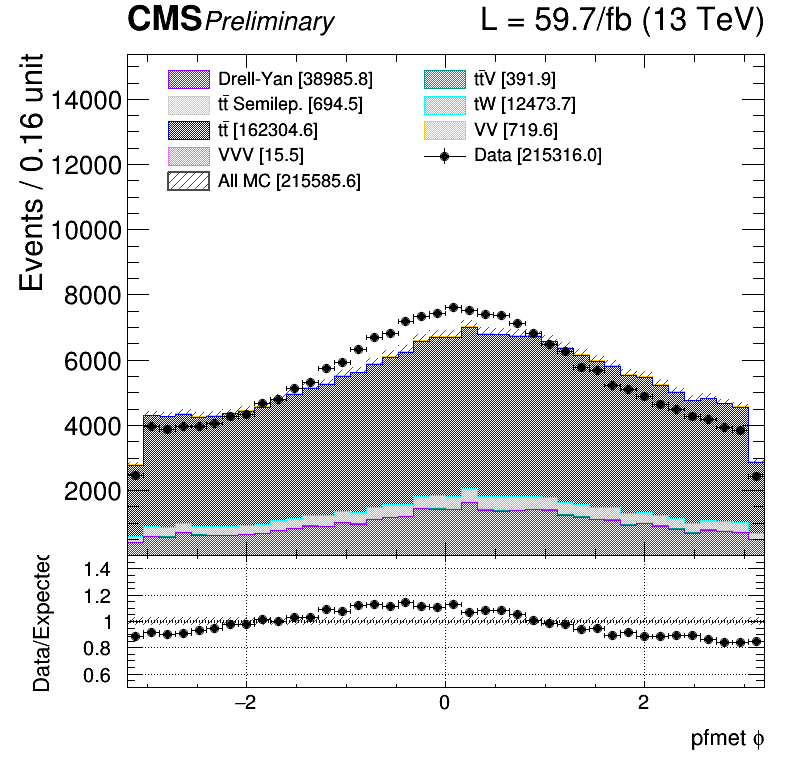 CMS Preliminary L = 59.7/fb (13 TeV)
Events / 0.16 unit
14000
12000
10000
8000
6000
4000
2000
Drell-Yan [38985.8]
tt̄ Semilep. [694.5]
tt̄ [162304.6]
VVV [15.5]
All MC [215585.6]
tt̄V [391.9]
tW [12473.7]
VV [719.6]
Data [215316.0]
Data/Expected
1.4
1.2
1
0.8
0.6
−2 0 2
pfmet ϕ